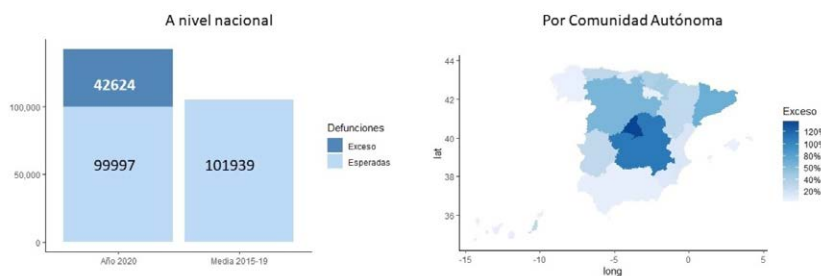 A nivel nacional
100,000
50,000
0
42624
99997
101939
Año 2020
Media 2015-19
Defunciones
Exceso
Esperadas
Por Comunidad Autónoma
44
42
40
38
36
lat
-15
-10
-5
0
5
long
Exceso
120%
100%
80%
60%
40%
20%